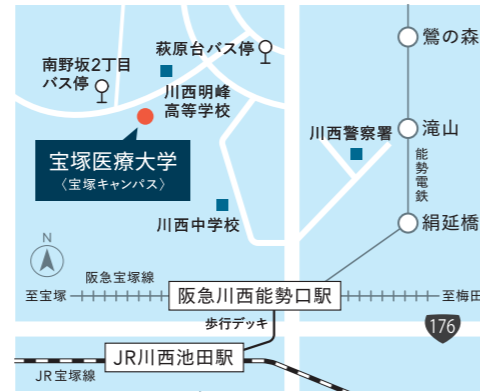 萩原台バス停
鶯の森
南野坂2丁目
バス停
川西明峰
高等学校
川西警察署
滝山
宝塚医療大学
〈宝塚キャンパス〉
能勢電鉄
川西中学校
絹延橋
N
阪急宝塚線
至宝塚
阪急川西能勢口駅
至梅田
歩行デッキ
176
JR川西池田駅
JR宝塚線